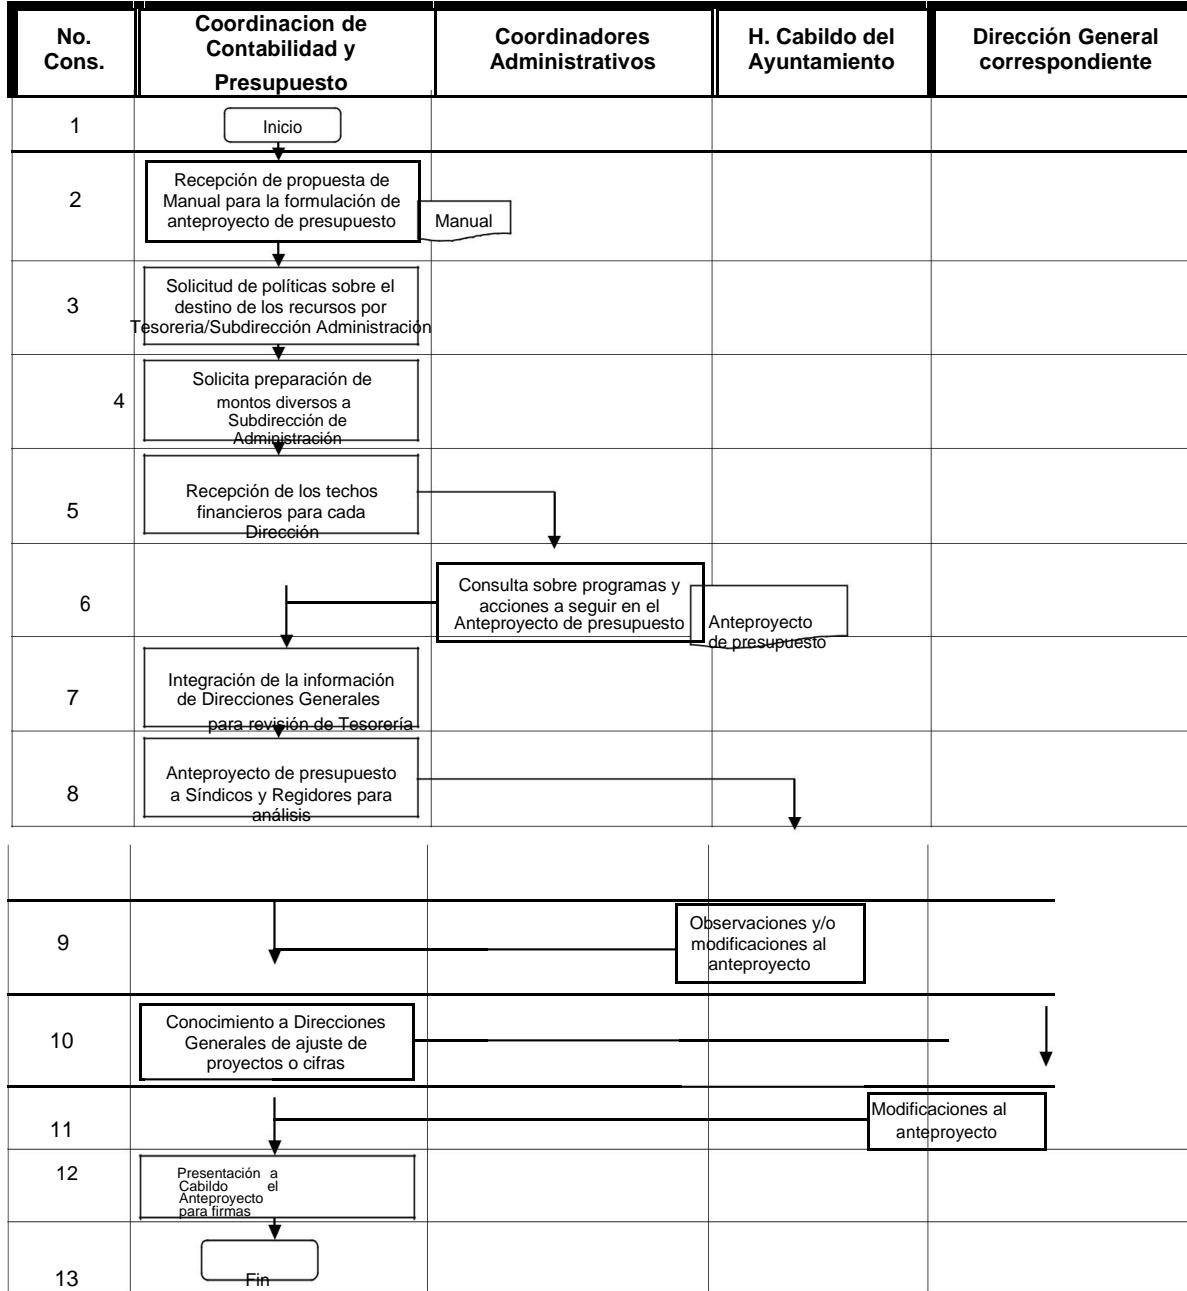 No.
Cons.
Coordinacion de
Contabilidad y
Presupuesto
Coordinadores
Administrativos
H. Cabildo del
Ayuntamiento
Dirección General
correspondiente
1
Inicio
2
Recepción de propuesta de
Manual para la formulación de
anteproyecto de presupuesto
Manual
3
Solicitud de políticas sobre el
destino de los recursos por
Tesoreria/Subdirección Administración
4
Solicita preparación de
montos diversos a
Subdirección de
Administración
5
Recepción de los techos
financieros para cada
Dirección
6
Consulta sobre programas y
acciones a seguir en el
Anteproyecto de presupuesto
Anteproyecto
de presupuesto
7
Integración de la información
de Direcciones Generales
para revisión de Tesorería
8
Anteproyecto de presupuesto
a Síndicos y Regidores para
análisis
9
Observaciones y/o
modificaciones al
anteproyecto
10
Conocimiento a Direcciones
Generales de ajuste de
proyectos o cifras
11
Modificaciones al
anteproyecto
12
Presentación a
Cabildo el
Anteproyecto
para firmas
13
Fin